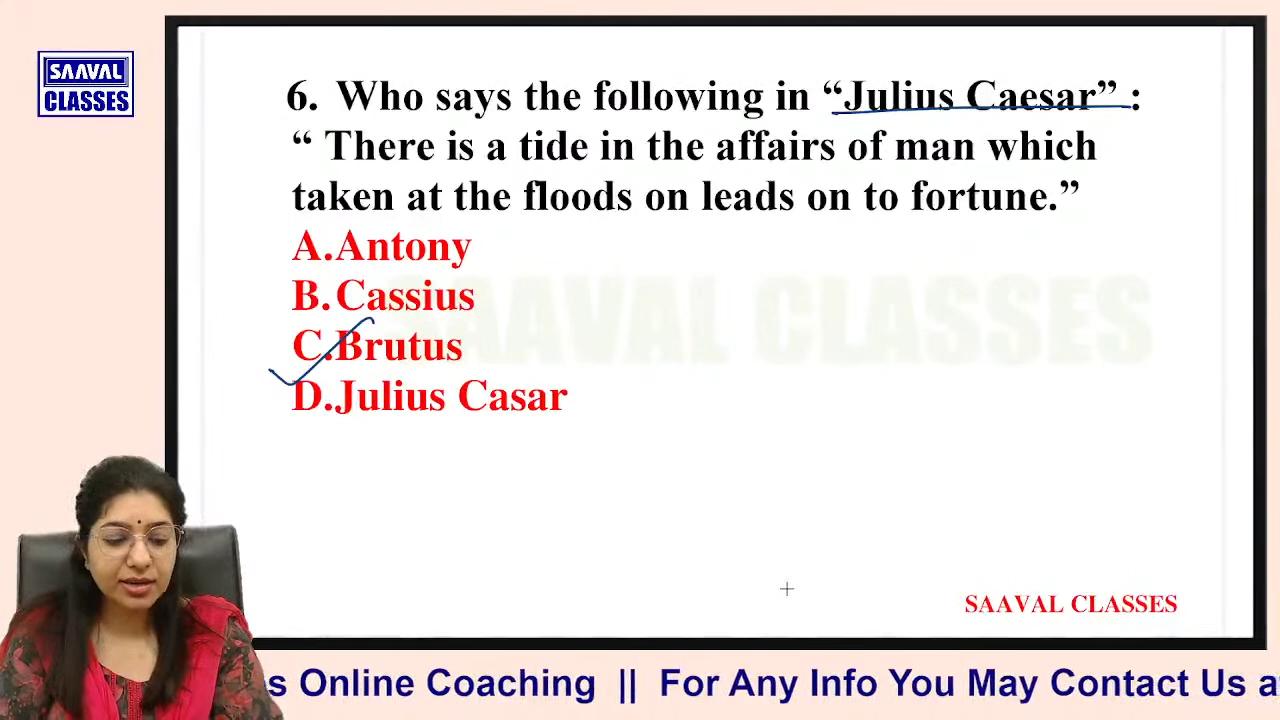 SAAVAL
CLASSES
6. Who says the following in “Julius Caesar” :
“ There is a tide in the affairs of man which
taken at the floods on leads on to fortune.”
A.Antony
B.Cassius
C.Brutus
D.Julius Casar
SAAVAL CLASSES
SAAVAL CLASSES
s Online Coaching || For Any Info You May Contact Us a